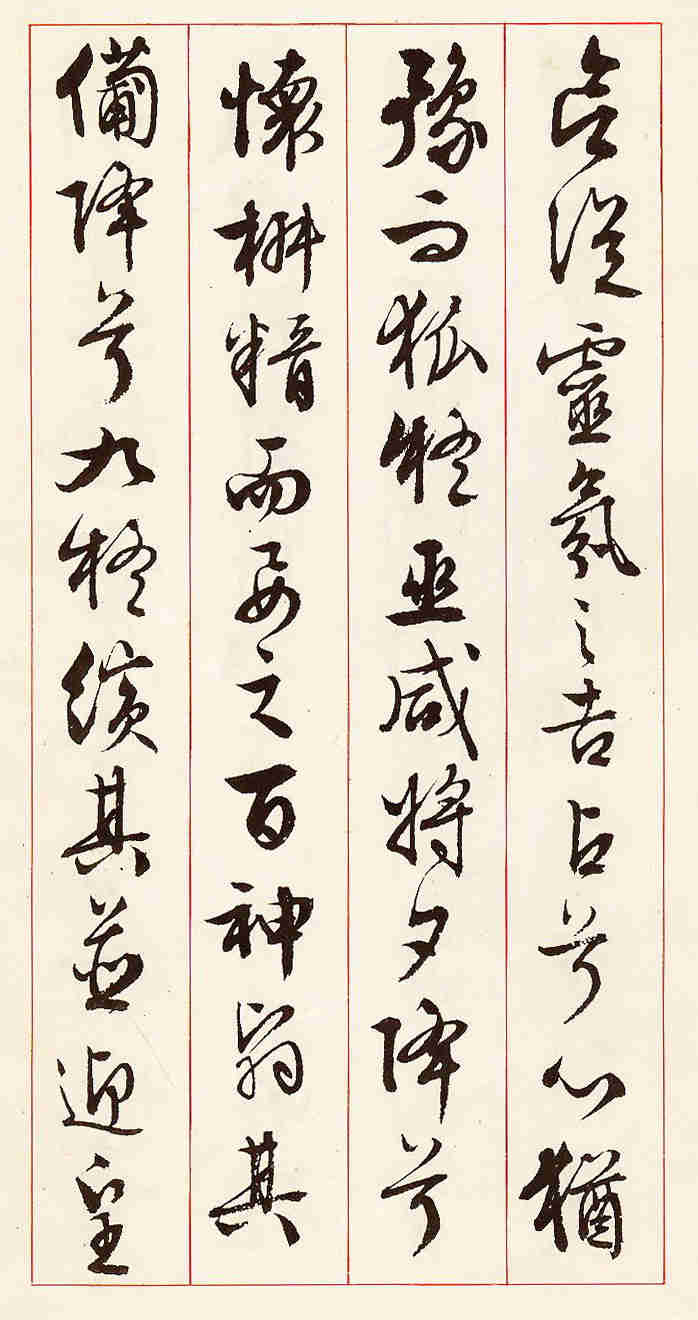 欲從靈氛之吉占兮心猶
豫而狐疑巫咸將夕降兮
懷椒糈而要之百神翳其
備降兮九疑繽其並迎皇